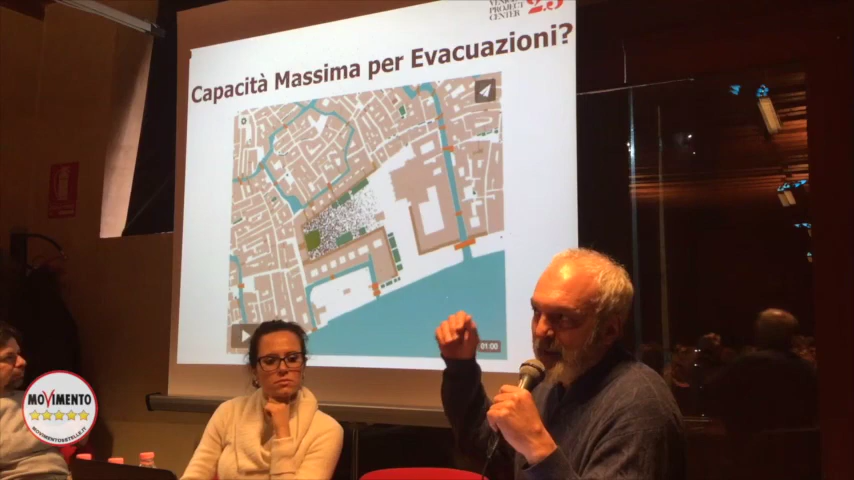 VENICE
PROJECT
CENTER
25
Capacità Massima per Evacuazioni?
01:00
MOVIMENTO
MOVIMENTO5STELLE.IT